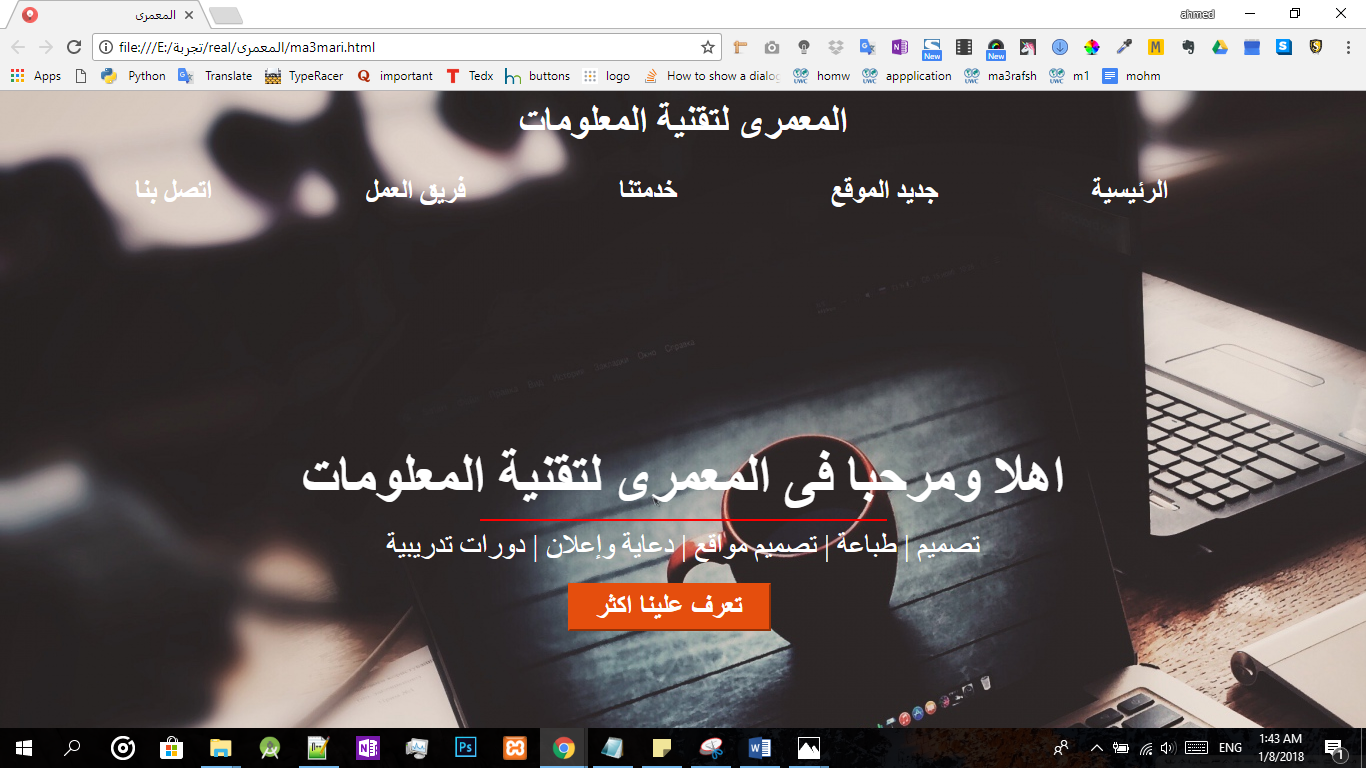 المعمرى
ahmed
file:///E:/تجربة/real/المعمرى/ma3mari.html
New
New
Apps Python Translate TypeRacer important Tedx buttons logo How to show a dialog homw appplication ma3rafsh m1 mohm
المعمرى لتقنية المعلومات
الرئيسية جديد الموقع خدمتنا فريق العمل اتصل بنا
اهلا ومرحبا فى المعمرى لتقنية المعلومات
تصميم | طباعة | تصميم مواقع | دعاية وإعلان | دورات تدريبية
تعرف علينا اكثر
ENG
1:43 AM
1/8/2018